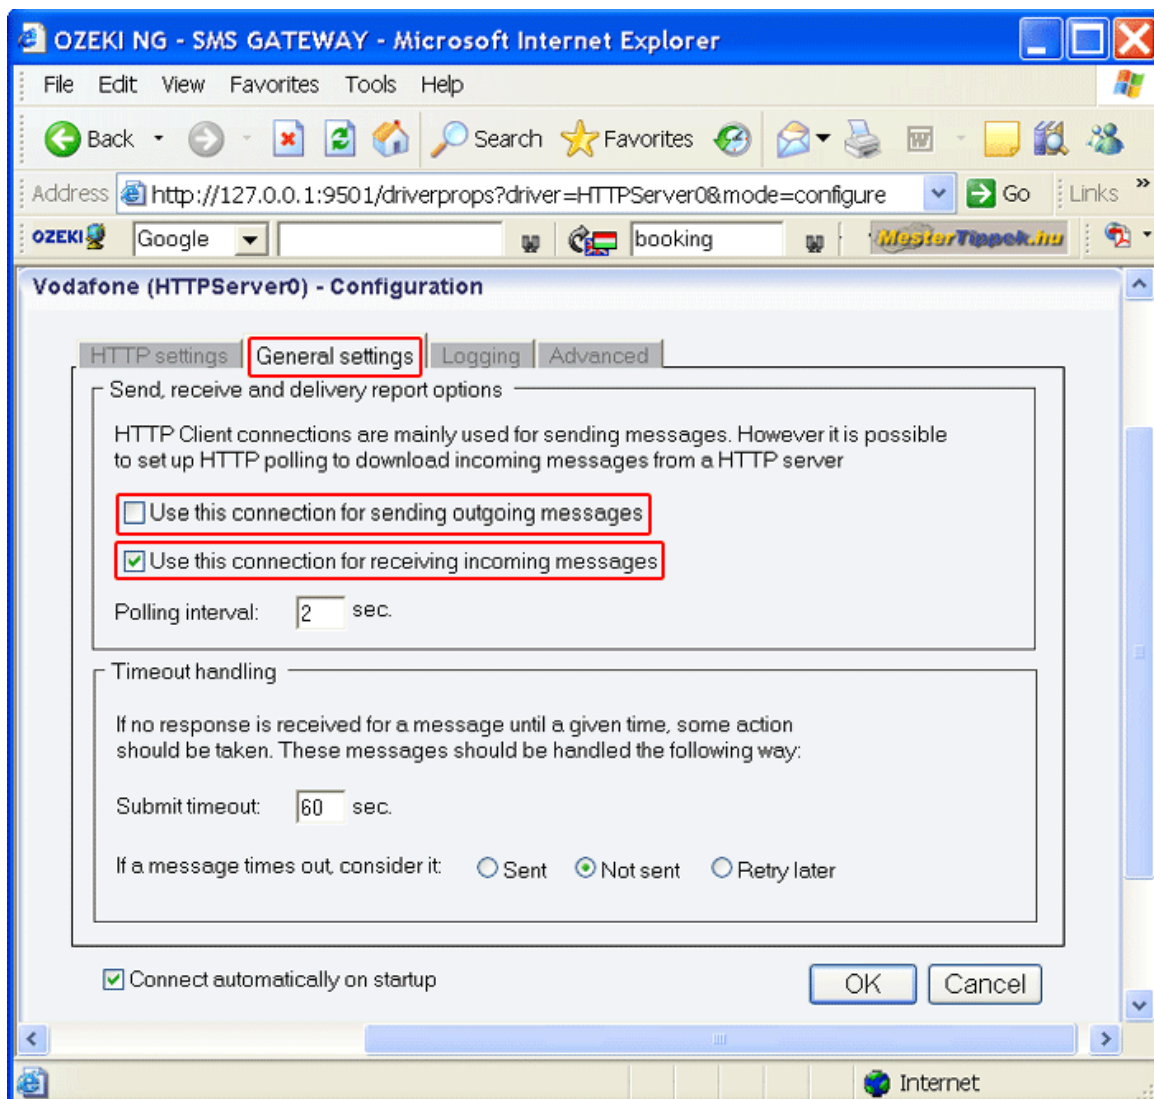 OZEKI NG - SMS GATEWAY - Microsoft Internet Explorer
File Edit View Favorites Tools Help
Back Search Favorites W
Address http://127.0.0.1:9501/driverprops?driver=HTTPServer0&mode=configure Go Links »
OZEKI Google booking MesterTippek.hu
Vodafone (HTTPServer0) - Configuration
HTTP settings General settings Logging Advanced
Send, receive and delivery report options
HTTP Client connections are mainly used for sending messages. However it is possible
to set up HTTP polling to download incoming messages from a HTTP server
Use this connection for sending outgoing messages
Use this connection for receiving incoming messages
Polling interval: 2 sec.
Timeout handling
If no response is received for a message until a given time, some action
should be taken. These messages should be handled the following way:
Submit timeout: 60 sec.
If a message times out, consider it: Sent Not sent Retry later
Connect automatically on startup OK Cancel
Internet